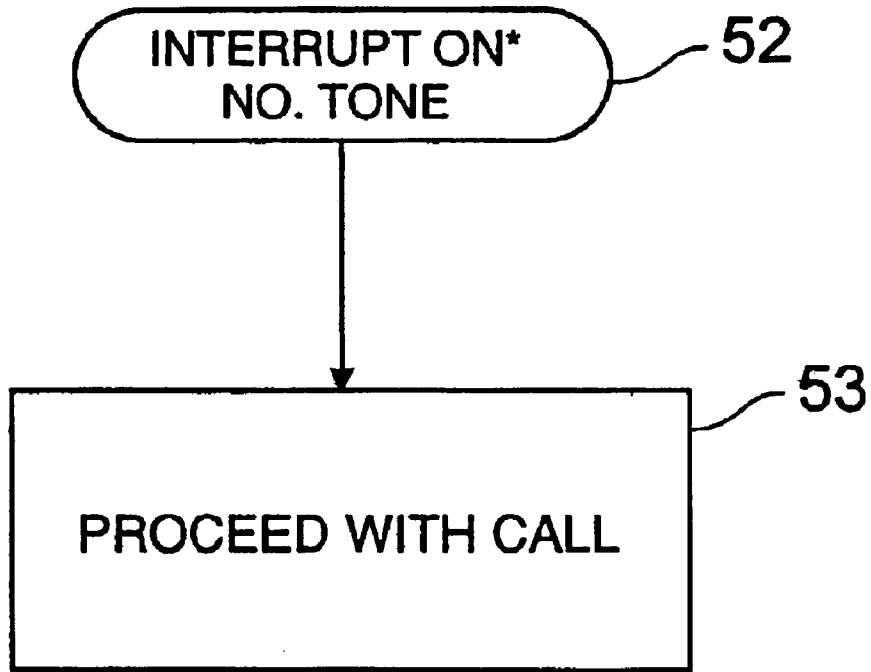 INTERRUPT ON*
NO. TONE
52
53
PROCEED WITH CALL